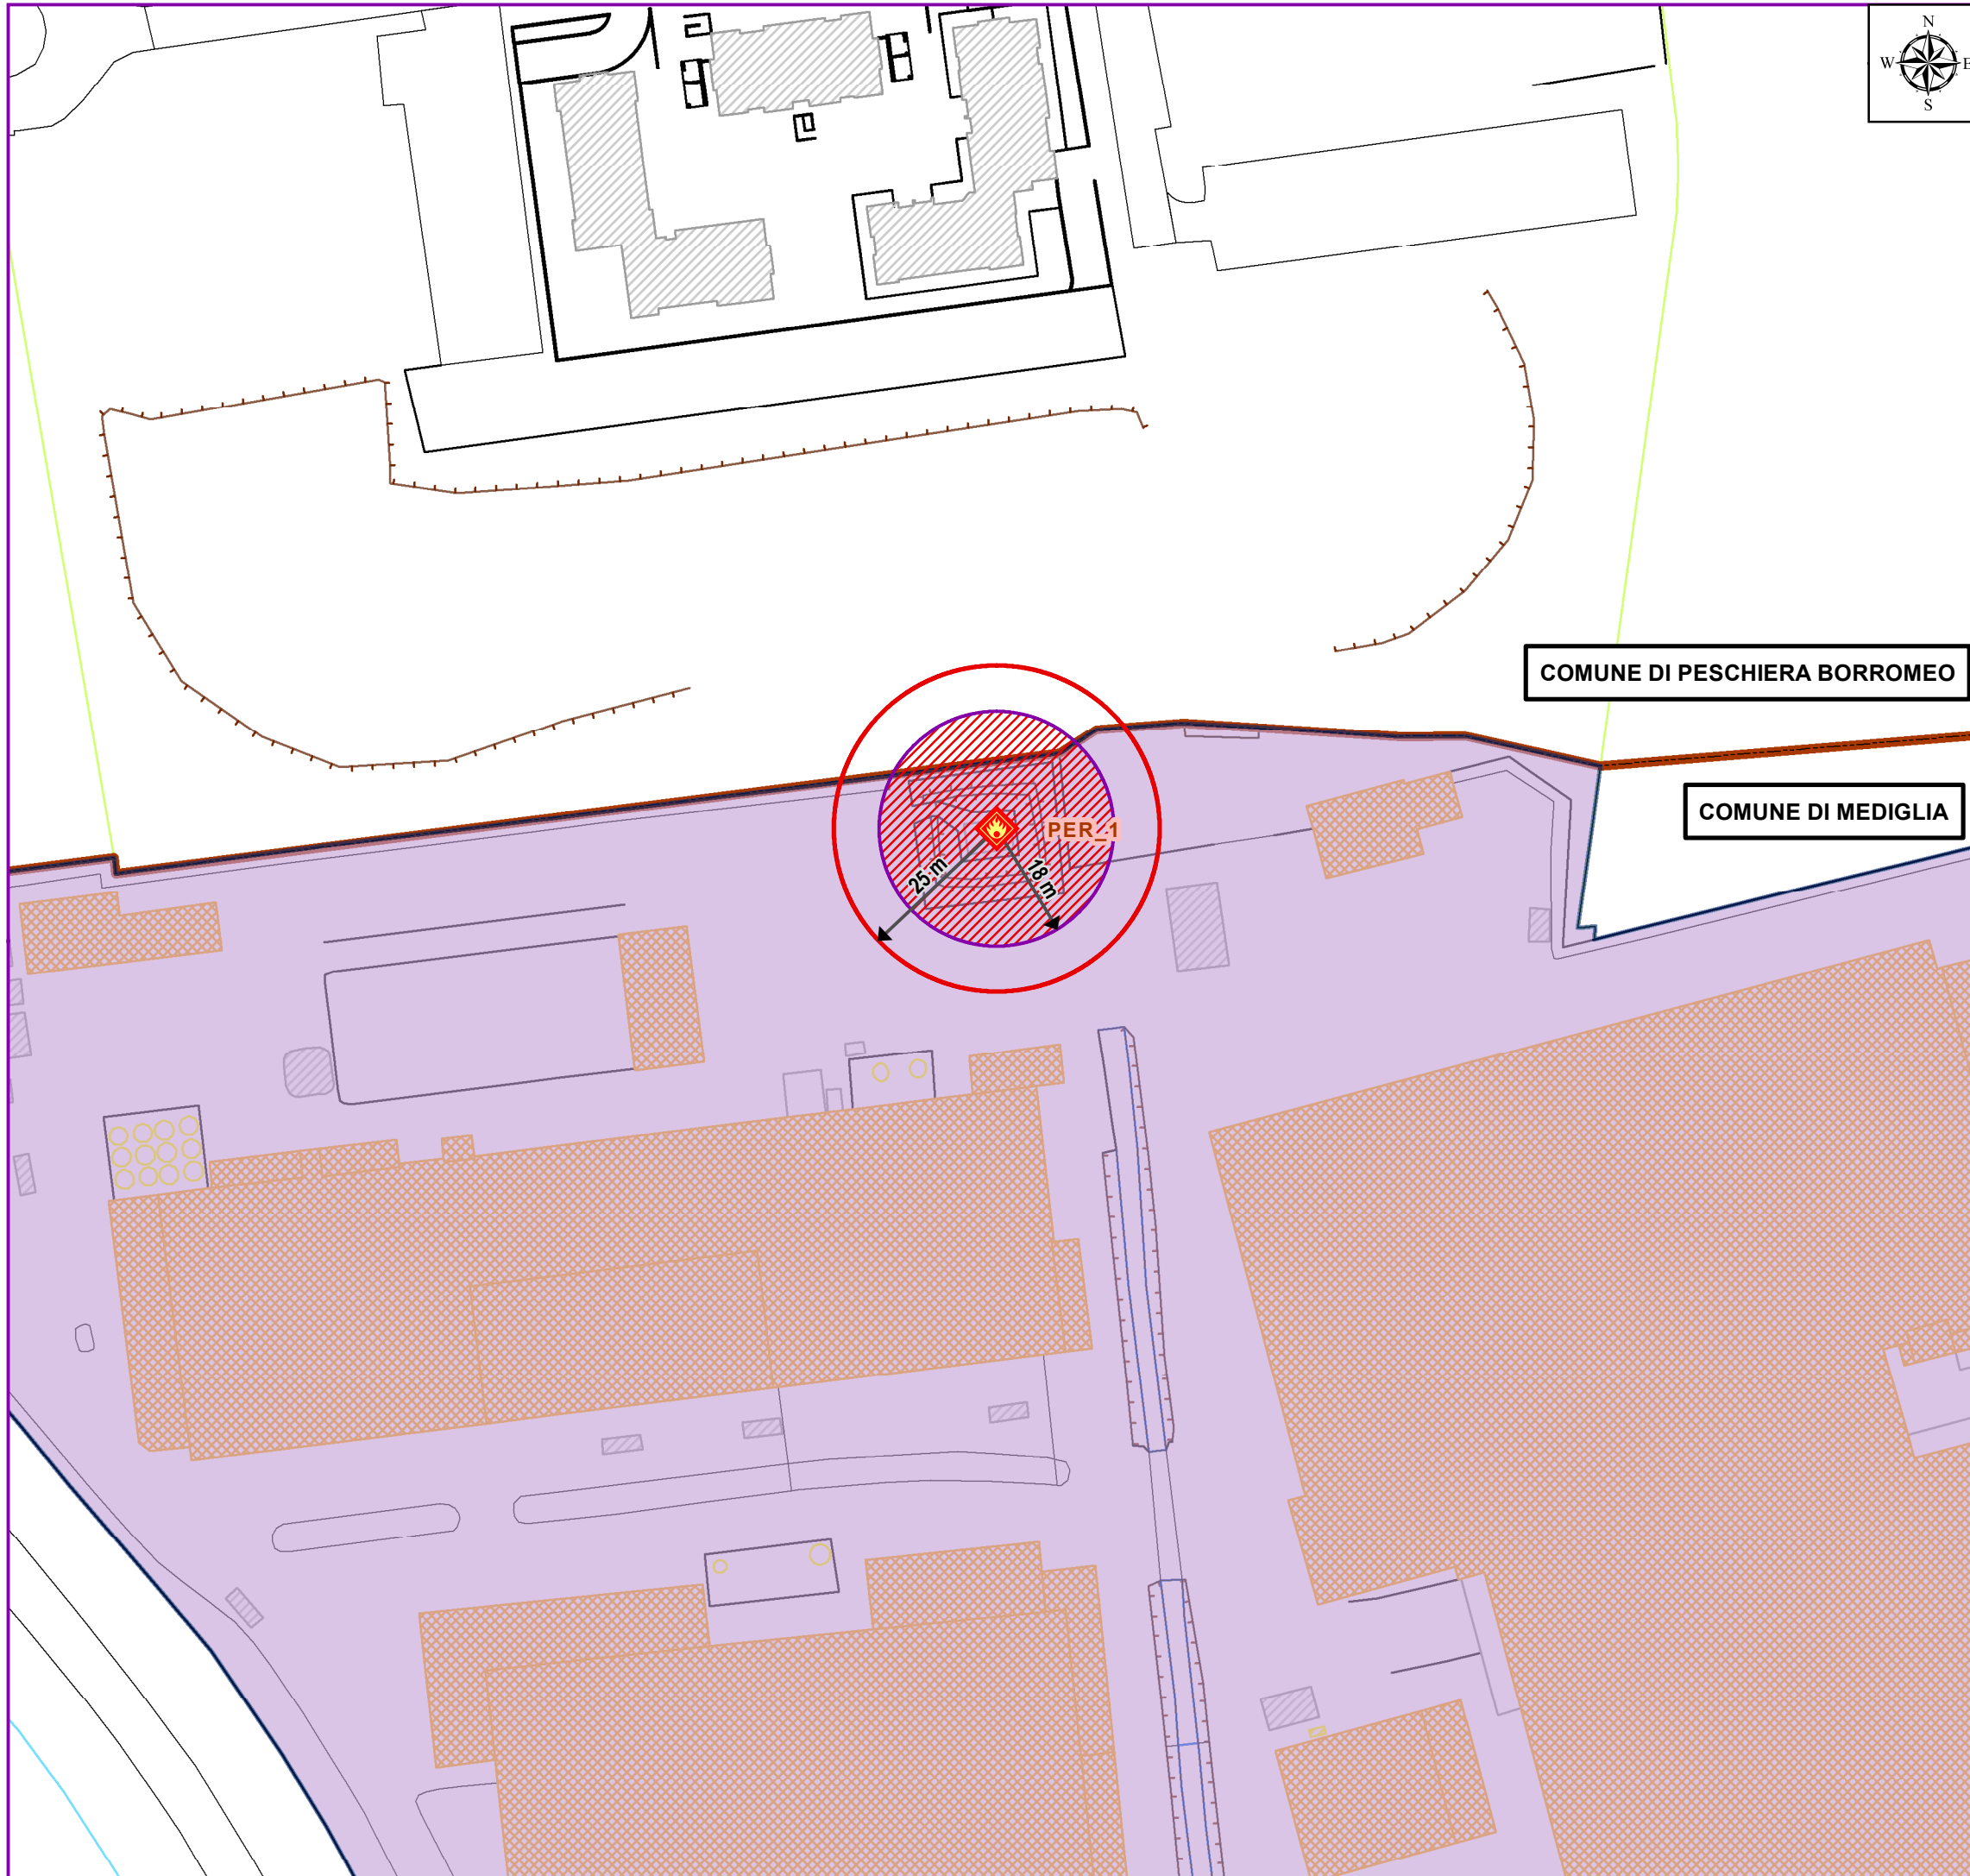 N
W E
S
COMUNE DI PESCHIERA BORROMEO
COMUNE DI MEDIGLIA
PER_1
25 m
18 m